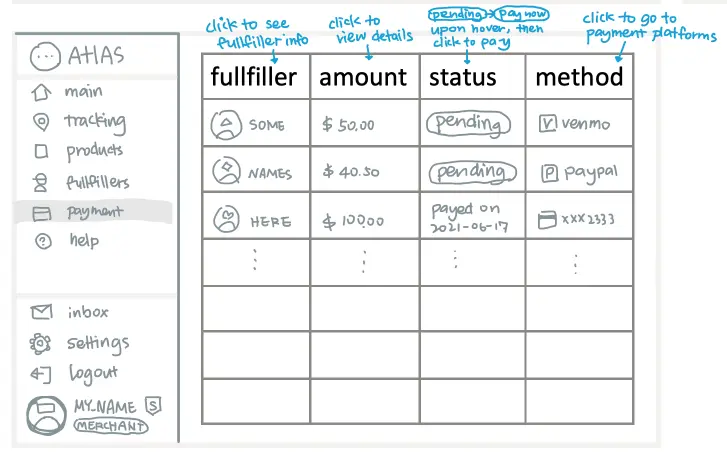 click to see
fullfiller info
click to
view details
pending → pay now
upon hover, then
click to pay
click to go to
payment platforms
ATLAS
main
tracking
products
fullfillers
payment
help
inbox
settings
logout
MY_NAME S
MERCHANT
fullfiller amount status method
SOME $ 50.00 pending V venmo
NAMES $ 40.50 pending P paypal
HERE $ 100.00 payed on
2021-06-17 xxx2333